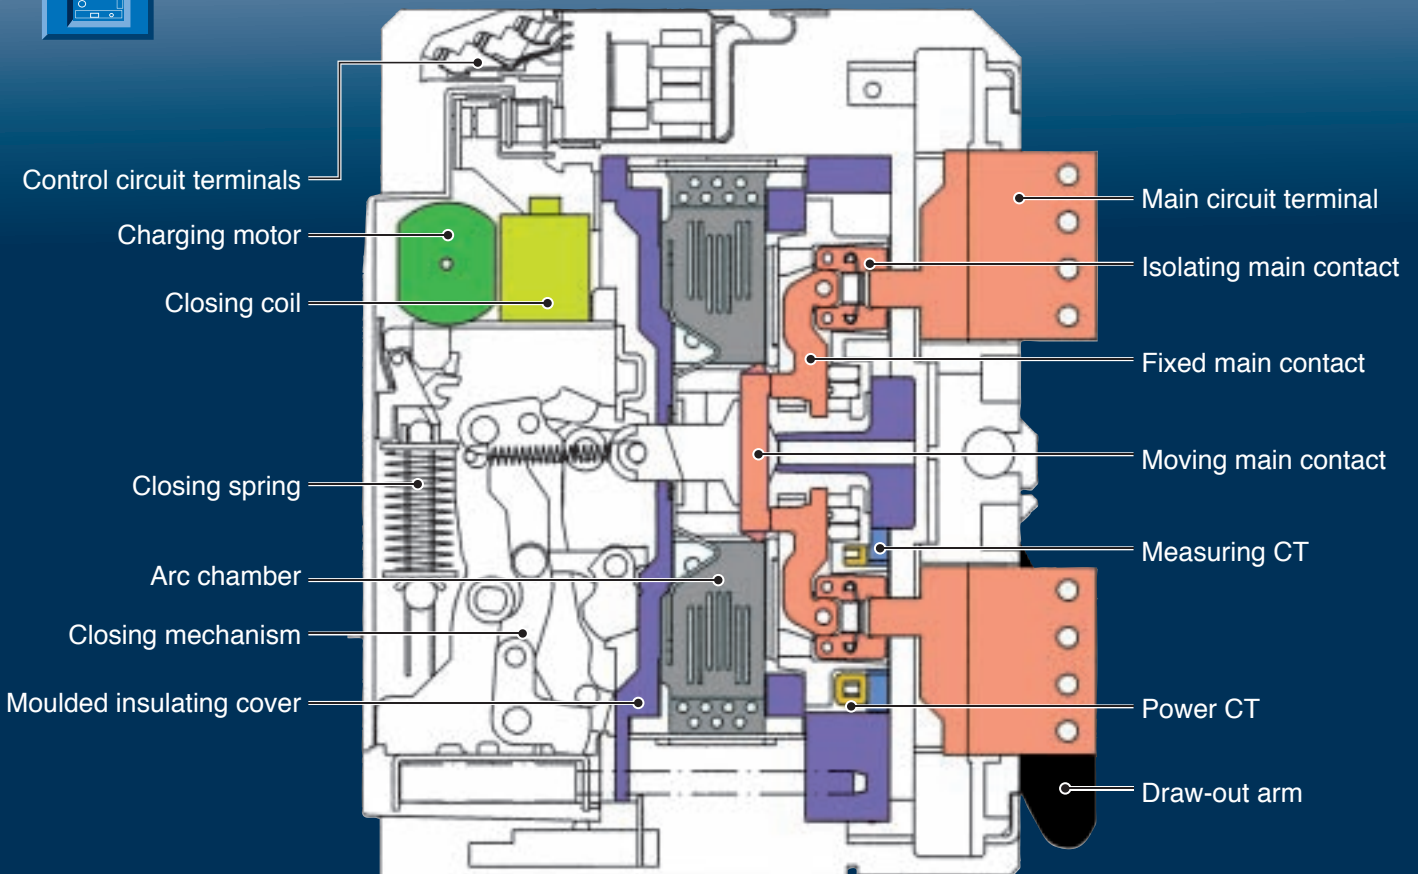 Control circuit terminals
Charging motor
Closing coil
Closing spring
Arc chamber
Closing mechanism
Moulded insulating cover
Main circuit terminal
Isolating main contact
Fixed main contact
Moving main contact
Measuring CT
Power CT
Draw-out arm